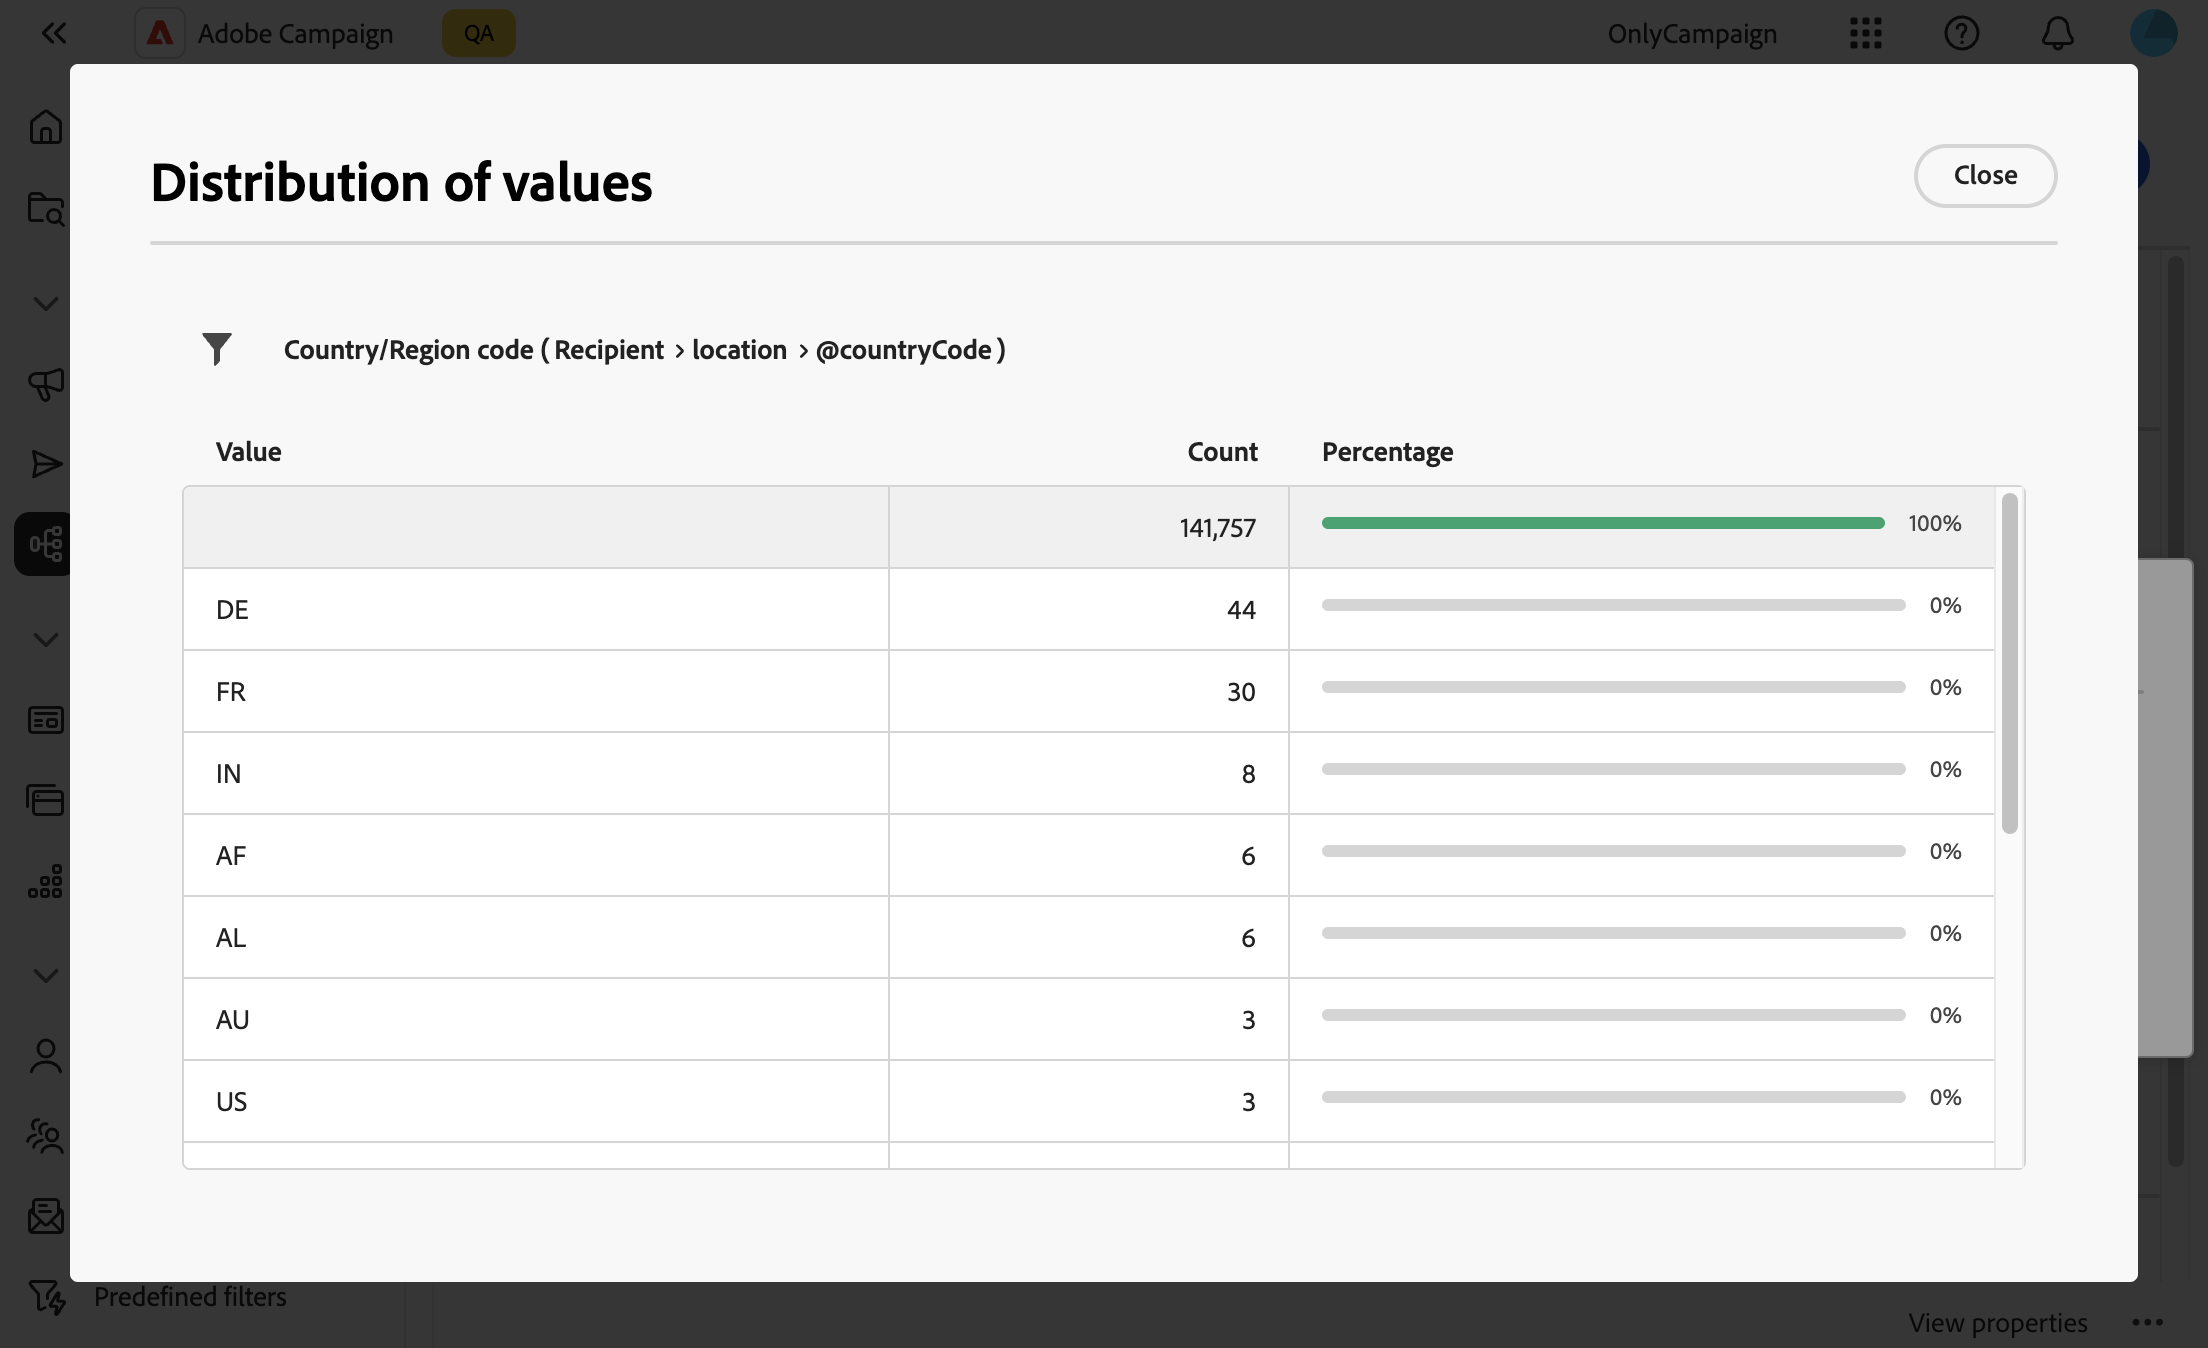 Adobe Campaign
QA
OnlyCampaign
Distribution of values
Close
Country/Region code ( Recipient > location > @countryCode )
Value Count Percentage
141,757 100%
DE 44 0%
FR 30 0%
IN 8 0%
AF 6 0%
AL 6 0%
AU 3 0%
US 3 0%
Predefined filters
View properties